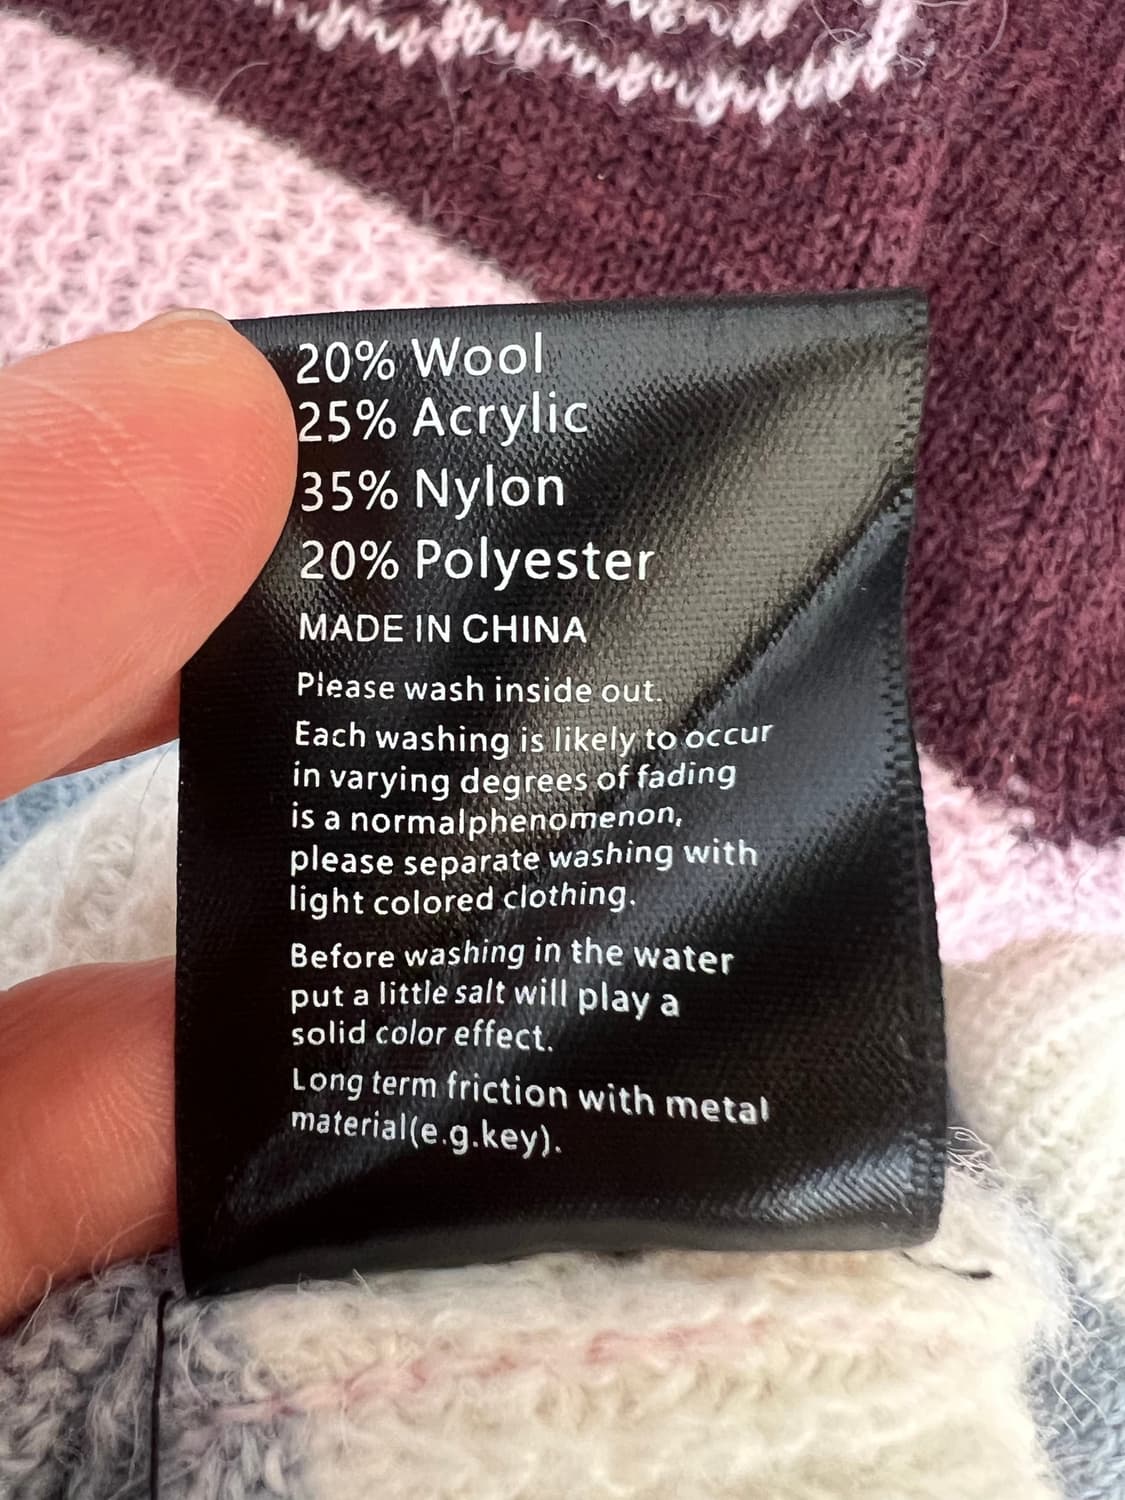 20% Wool
25% Acrylic
35% Nylon
20% Polyester
MADE IN CHINA
Please wash inside out.
Each washing is likely to occur
in varying degrees of fading
is a normalphenomenon,
please separate washing with
light colored clothing.
Before washing in the water
put a little salt will play a
solid color effect.
Long term friction with metal
material(e.g.key).